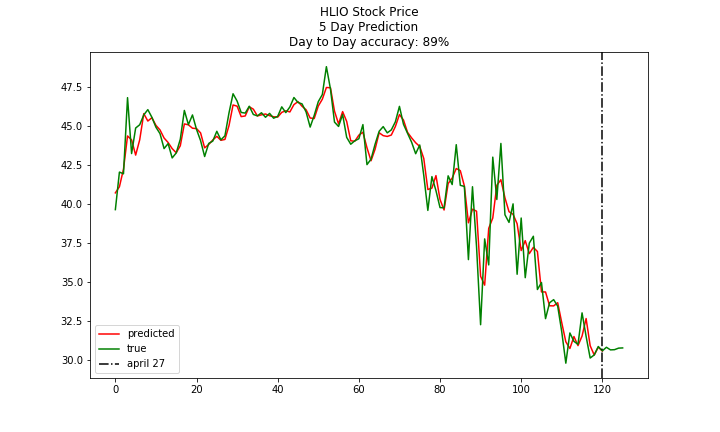 HLIO Stock Price
5 Day Prediction
Day to Day accuracy: 89%
47.5
45.0
42.5
40.0
37.5
35.0
32.5
30.0
predicted
true
april 27
0 20 40 60 80 100 120